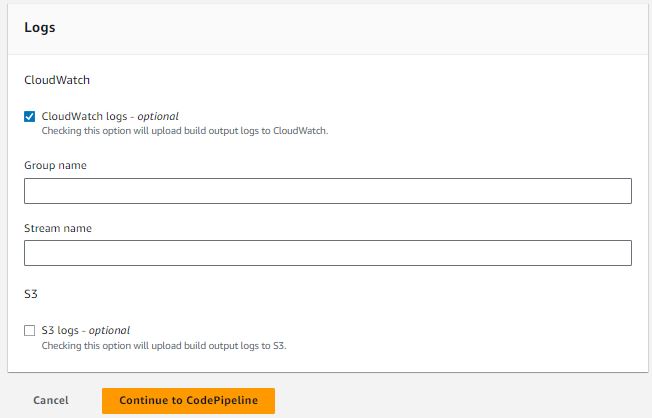 Logs
CloudWatch
CloudWatch logs - optional
Checking this option will upload build output logs to CloudWatch.
Group name
Stream name
S3
S3 logs - optional
Checking this option will upload build output logs to S3.
Cancel
Continue to CodePipeline